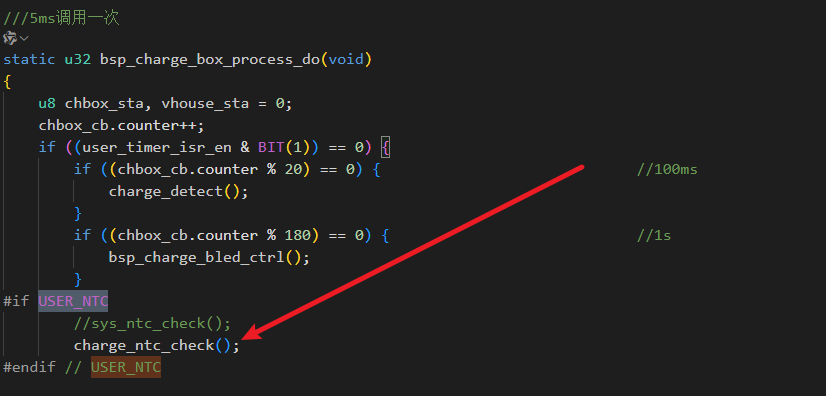 ///5ms调用一次
static u32 bsp_charge_box_process_do(void)
{
u8 chbox_sta, vhouse_sta = 0;
chbox_cb.counter++;
if ((user_timer_isr_en & BIT(1)) == 0) {
if ((chbox_cb.counter % 20) == 0) { //100ms
charge_detect();
}
if ((chbox_cb.counter % 180) == 0) { //1s
bsp_charge_bled_ctrl();
}
#if USER_NTC
//sys_ntc_check();
charge_ntc_check();
#endif // USER_NTC